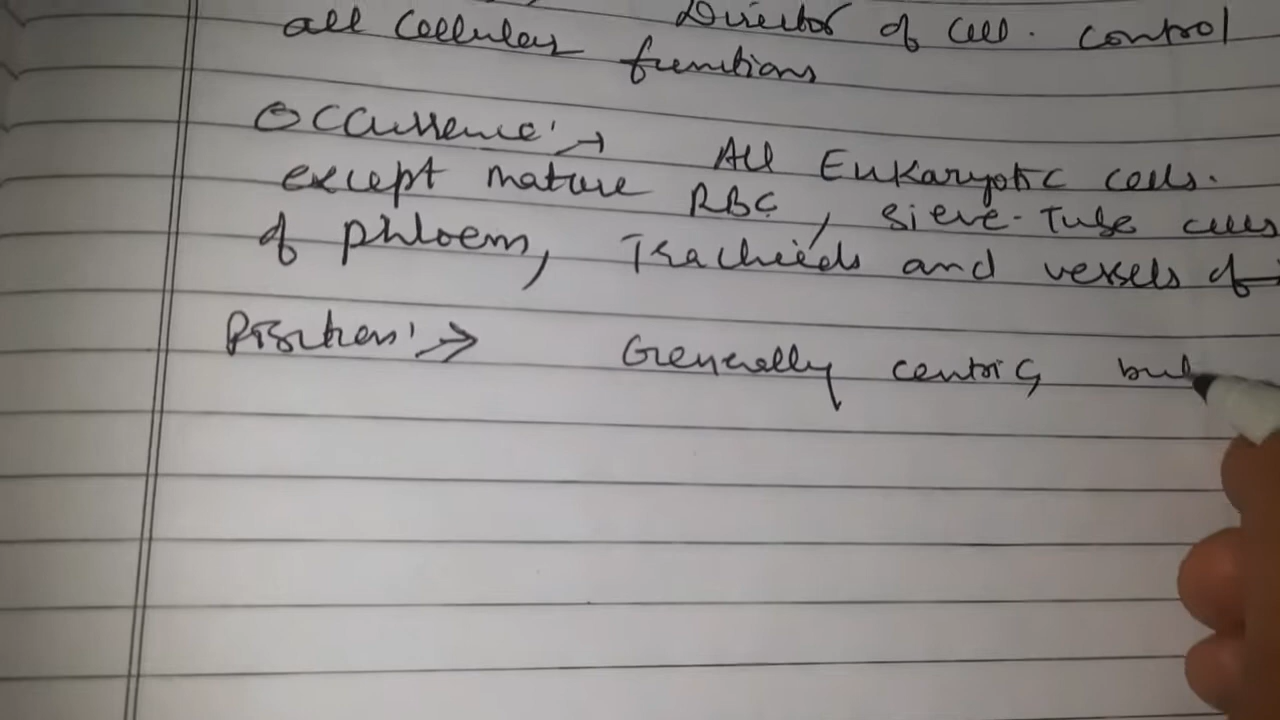 Director of cell. control
all cellular functions
Occurrence:→ All Eukaryotic cells.
except mature RBC, sieve-Tube cells
of phloem, Tracheids and vessels of
Position:⇒ Generally centric, but